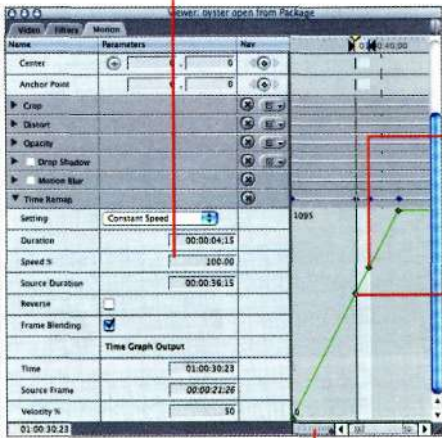 Viewer: oyster open from Package
Video Filters Motion
Name Parameters Nav
Center 0 , 0
Anchor Point 0 , 0
Crop
Distort
Opacity
Drop Shadow
Motion Blur
Time Remap
Setting Constant Speed
Duration 00:00:04;15
Speed % 100.00
Source Duration 00:00:36;15
Reverse
Frame Blending
Time Graph Output
Time 01:00:30:23
Source Frame 00:00:21:26
Velocity % 50
01:00:30:23
1095
0